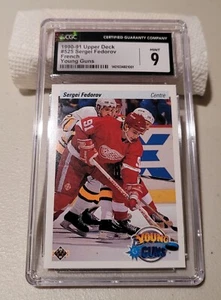 CGC
CERTIFIED GUARANTY COMPANY
1990-91 Upper Deck
#525 Sergei Fedorov
French
Young Guns
MINT
9
Sergei Fedorov
Centre
91
YOUNG
GUNS